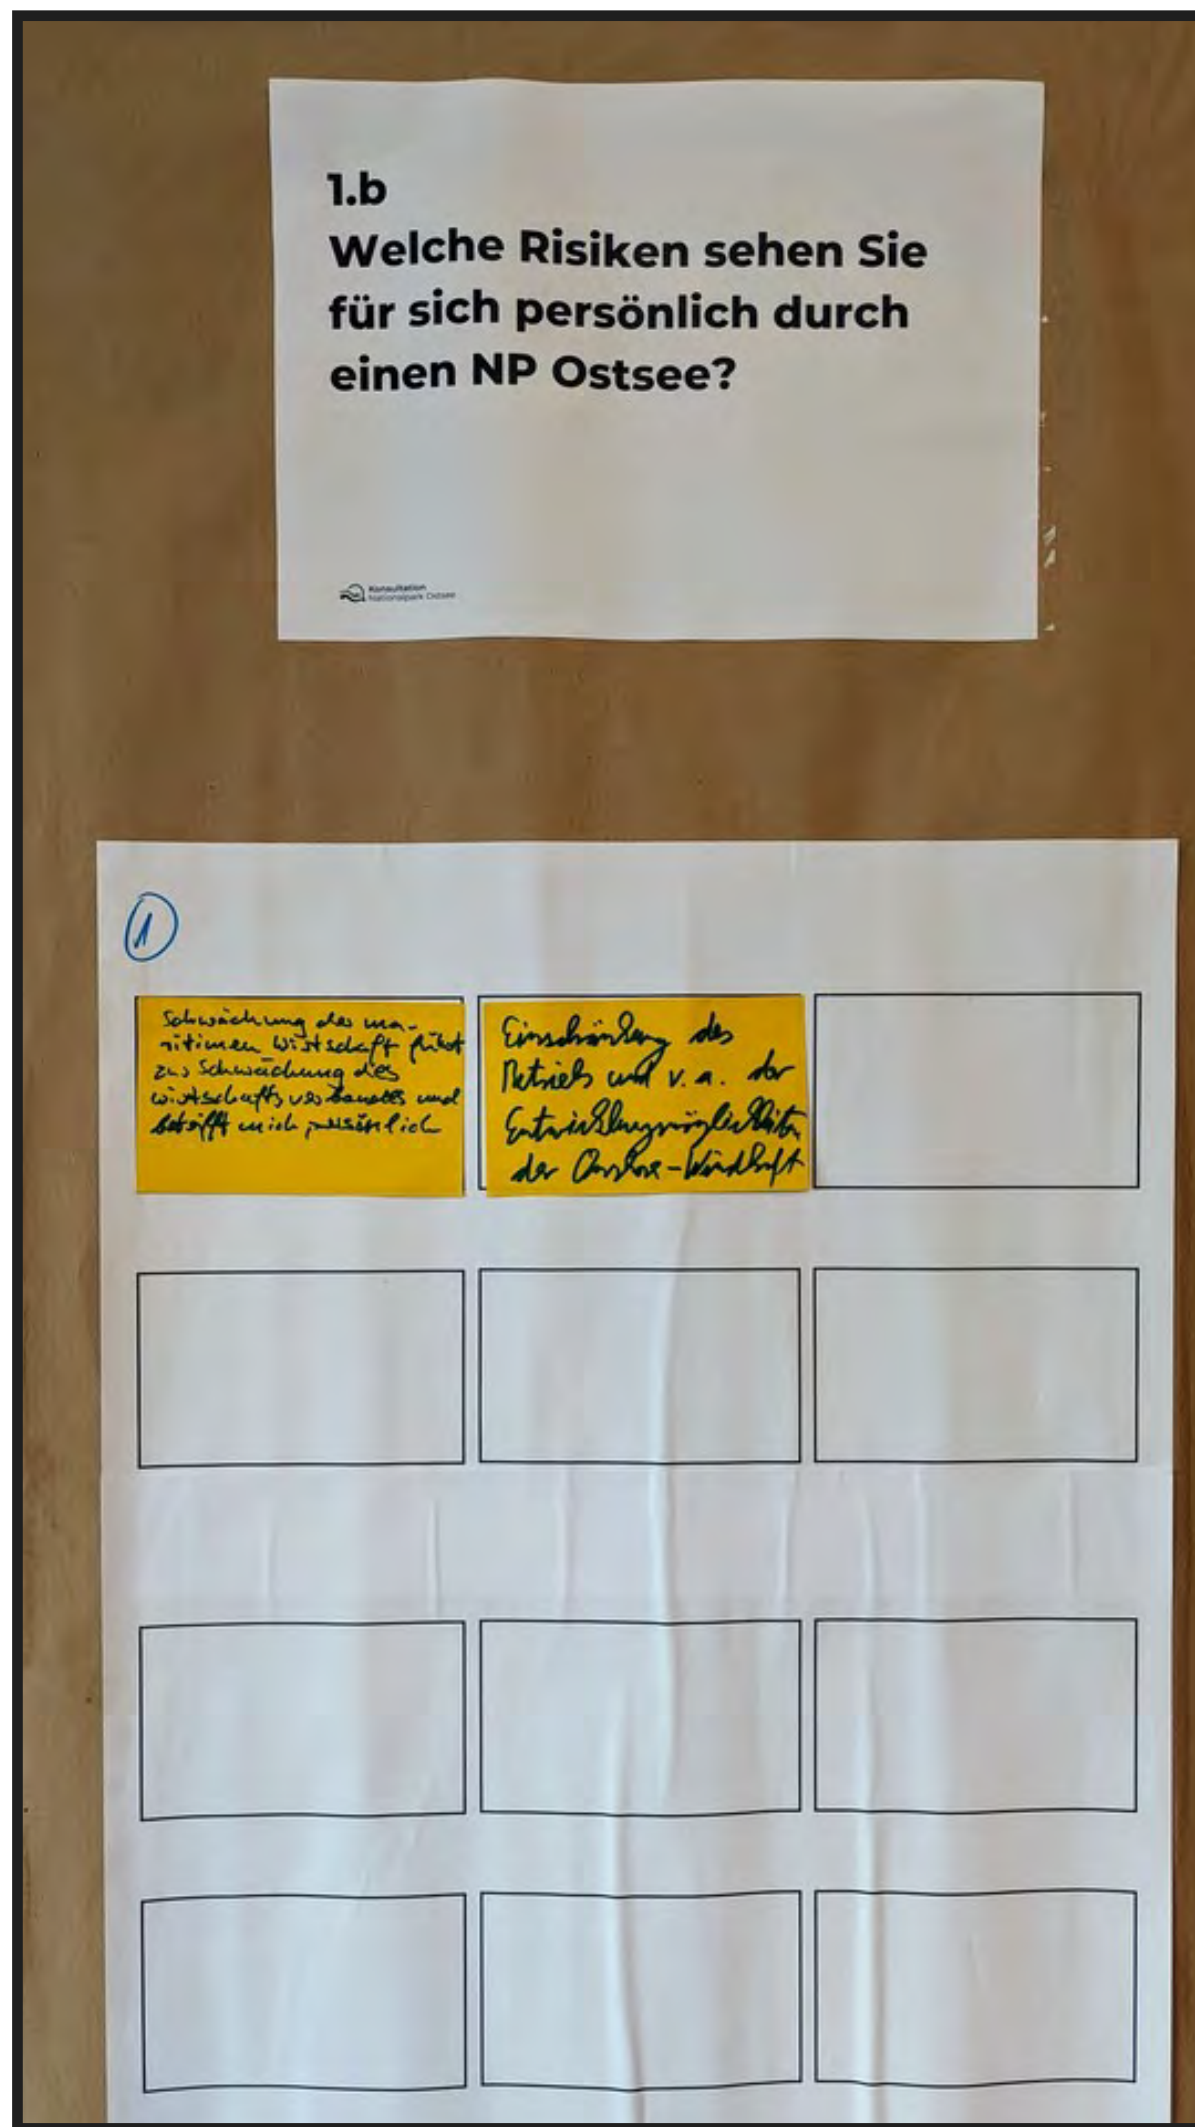 1.b
Welche Risiken sehen Sie
für sich persönlich durch
einen NP Ostsee?
Konsultation
Nationalpark Ostsee
1
Schwächung der ma-
ritimen Wirtschaft führt
zur Schwächung des
Wirtschaftsverbandes und
betrifft mich persönlich
Einschränkung des
Betriebs und v.a. der
Entwicklungsmöglichkeiten
der Onshore-Windkraft